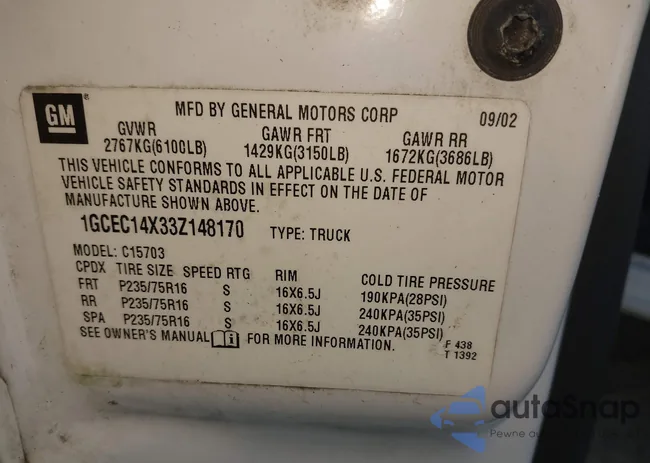 GM ®
MFD BY GENERAL MOTORS CORP 09/02
GVWR GAWR FRT GAWR RR
2767KG(6100LB) 1429KG(3150LB) 1672KG(3686LB)
THIS VEHICLE CONFORMS TO ALL APPLICABLE U.S. FEDERAL MOTOR
VEHICLE SAFETY STANDARDS IN EFFECT ON THE DATE OF
MANUFACTURE SHOWN ABOVE.
1GCEC14X33Z148170 TYPE: TRUCK
MODEL: C15703
CPDX TIRE SIZE SPEED RTG RIM COLD TIRE PRESSURE
FRT P235/75R16 S 16X6.5J 190KPA(28PSI)
RR P235/75R16 S 16X6.5J 240KPA(35PSI)
SPA P235/75R16 S 16X6.5J 240KPA(35PSI)
SEE OWNER'S MANUAL i FOR MORE INFORMATION.
F 438
T 1392
autoSnap
Pewne auto